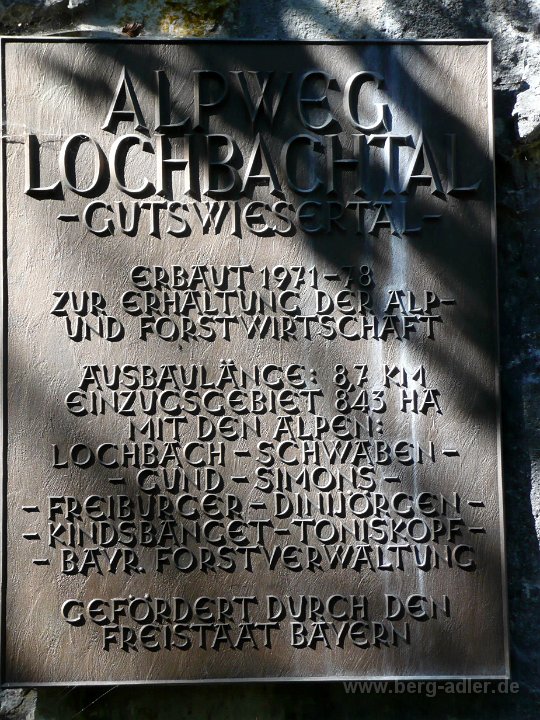 ALPWEG
LOCHBACHTAL
-GUTSWIESERTAL-
ERBAUT 1971-78
ZUR ERHALTUNG DER ALP-
UND FORSTWIRTSCHAFT
AUSBAULÄNGE: 8,7 KM
EINZUGSGEBIET 843 HA
MIT DEN ALPEN:
LOCHBACH - SCHWABEN -
- GUND - SIMONS -
- FREIBURGER - DINIJÖRGEN -
- KINDSBANGET - TONISKOPF -
- BAYR. FORSTVERWALTUNG
GEFÖRDERT DURCH DEN
FREISTAAT BAYERN
www.berg-adler.de